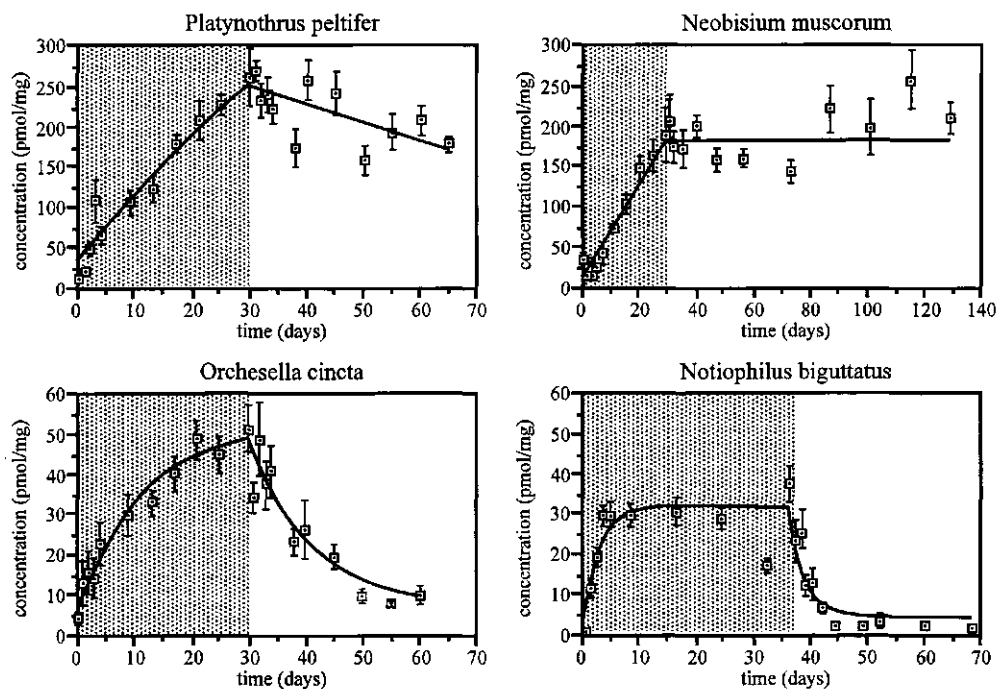 Platynothrus peltifer
300
250
200
150
100
50
0
concentration (pmol/mg)
0 10 20 30 40 50 60 70
time (days)
Neobisium muscorum
300
250
200
150
100
50
0
concentration (pmol/mg)
0 20 40 60 80 100 120 140
time (days)
Orchesella cincta
60
50
40
30
20
10
0
concentration (pmol/mg)
0 10 20 30 40 50 60 70
time (days)
Notiophilus biguttatus
60
50
40
30
20
10
0
concentration (pmol/mg)
0 10 20 30 40 50 60 70
time (days)